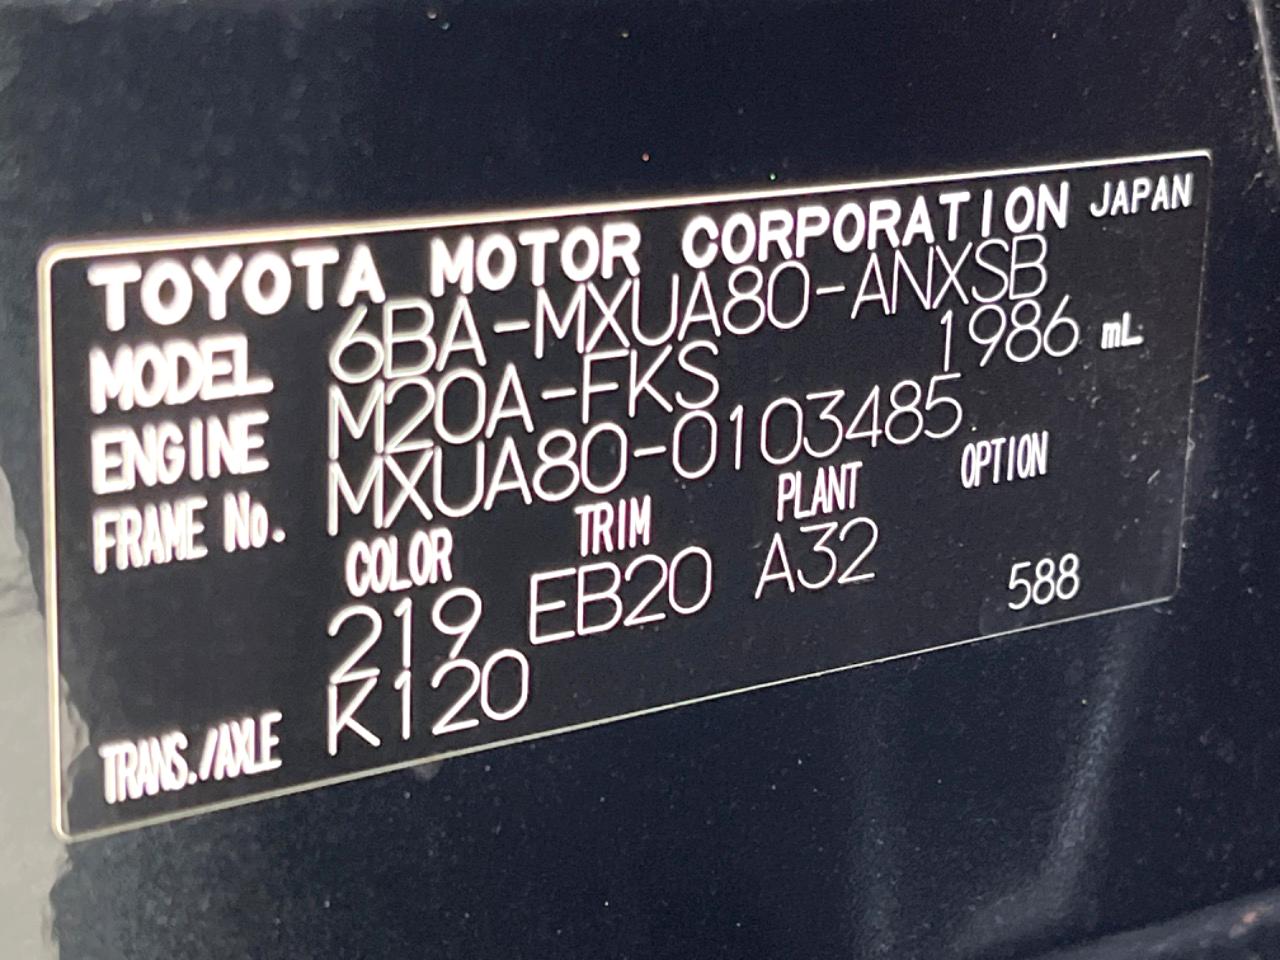 TOYOTA MOTOR CORPORATION JAPAN
MODEL 6BA-MXUA80-ANXSB
ENGINE M20A-FKS 1986 mL
FRAME No. MXUA80-0103485
COLOR TRIM PLANT OPTION
219 EB20 A32
TRANS./AXLE K120 588